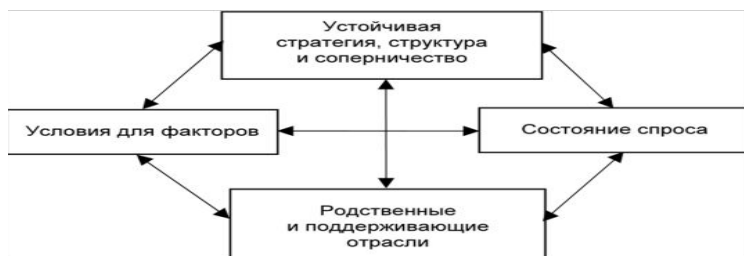 Устойчивая
стратегия, структура
и соперничество
Условия для факторов
Состояние спроса
Родственные
и поддерживающие
отрасли